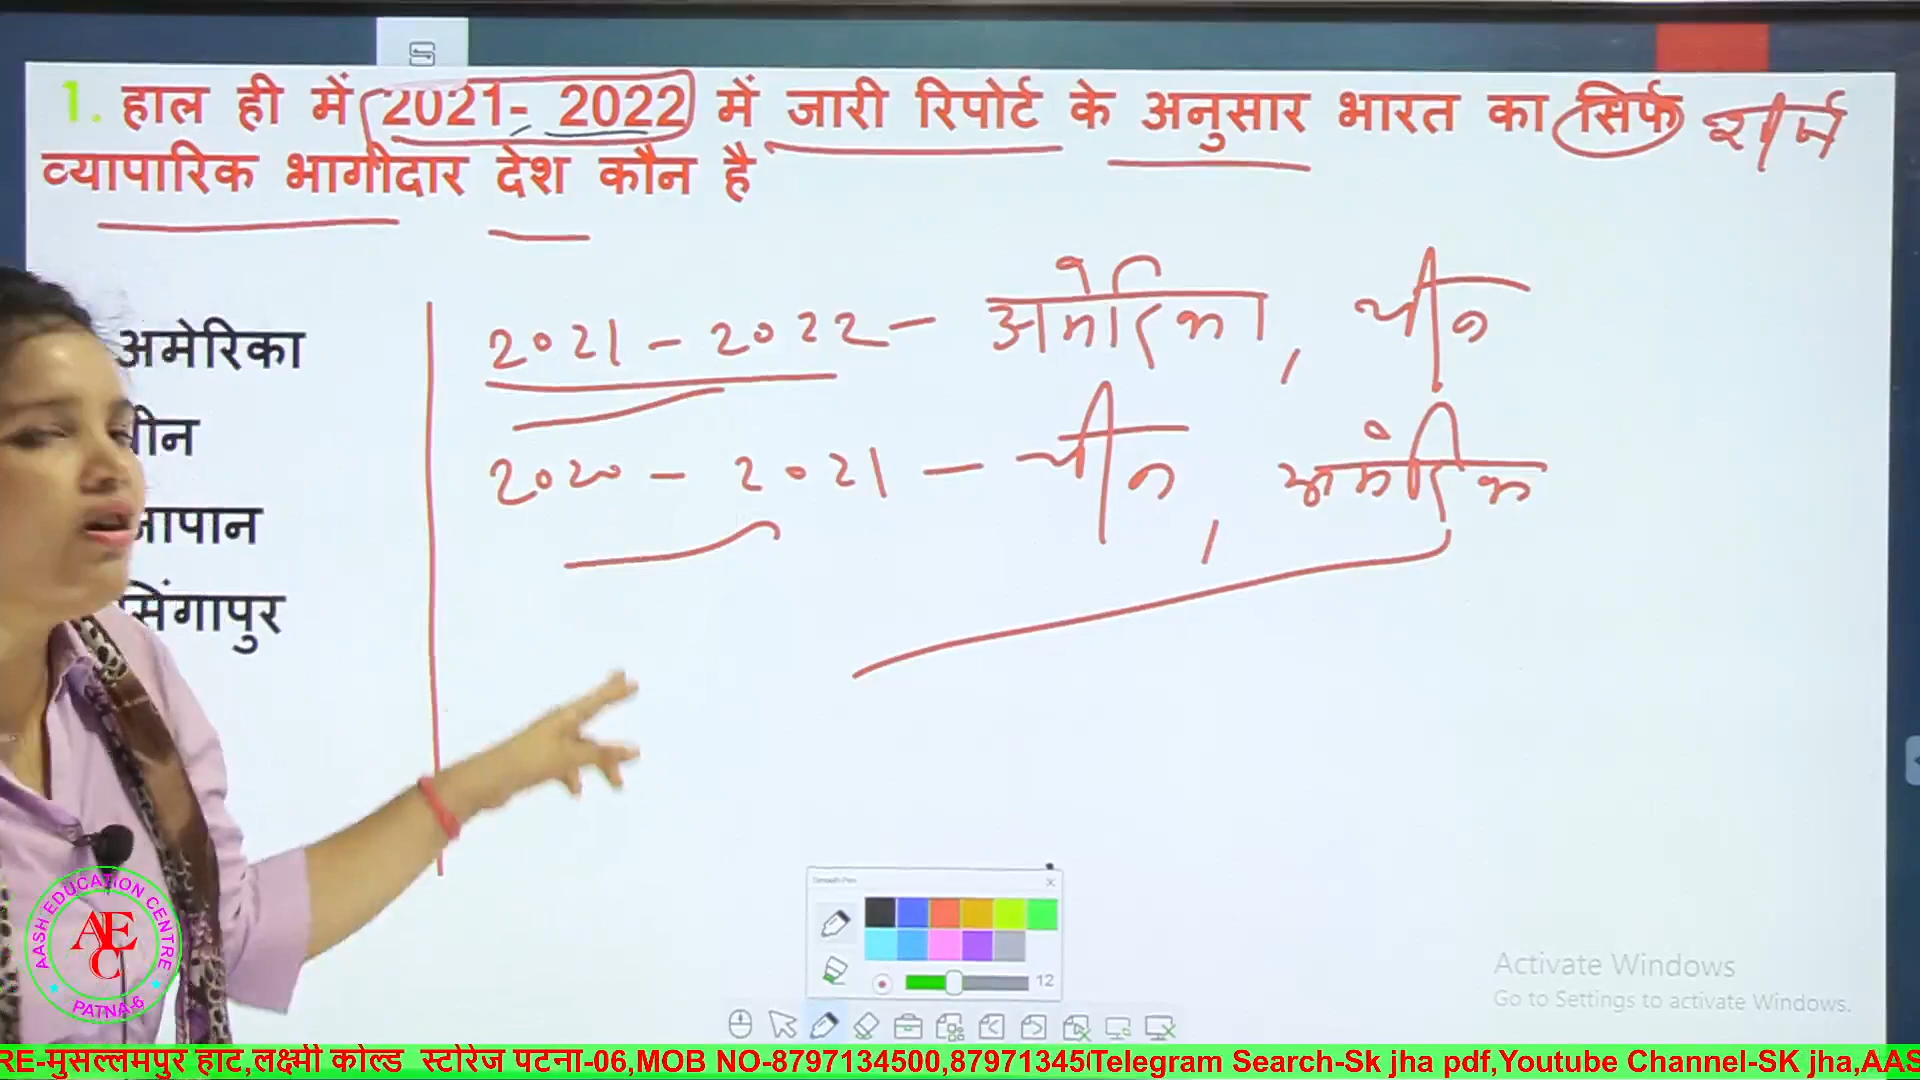 1. हाल ही में 2021- 2022 में जारी रिपोर्ट के अनुसार भारत का सिर्फ शीर्ष
व्यापारिक भागीदार देश कौन है
अमेरिका
चीन
जापान
सिंगापुर
2021 - 2022 - अमेरिका, चीन
2020 - 2021 - चीन, अमेरिक
12
Activate Windows
Go to Settings to activate Windows.
AASH EDUCATION CENTRE
AEC
PATNA-6
RE-मुसल्लमपुर हाट,लक्ष्मी कोल्ड स्टोरेज पटना-06,MOB NO-8797134500,87971345 Telegram Search-Sk jha pdf,Youtube Channel-SK jha,AAS